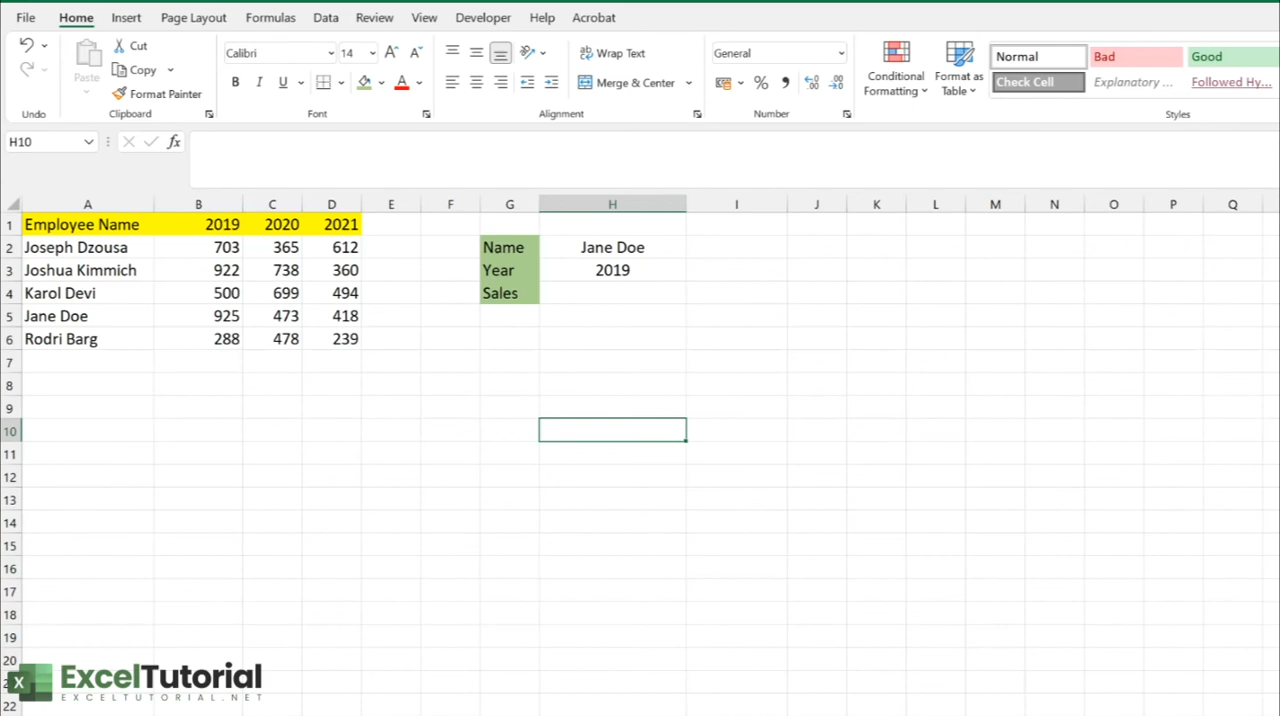 File Home Insert Page Layout Formulas Data Review View Developer Help Acrobat
Cut
Calibri 14 A A
Wrap Text
General
Normal Bad Good
Paste
Copy
Conditional Formatting
Format as Table
Format Painter
B I U A
Merge & Center
% , .00
Check Cell Explanatory ... Followed Hy...
Undo Clipboard Font Alignment Number Styles
H10 fx
A B C D E F G H I J K L M N O P Q
1 Employee Name 2019 2020 2021
2 Joseph Dzousa 703 365 612 Name Jane Doe
3 Joshua Kimmich 922 738 360 Year 2019
4 Karol Devi 500 699 494 Sales
5 Jane Doe 925 473 418
6 Rodri Barg 288 478 239
7
8
9
10
11
12
13
14
15
16
17
18
19
20
X ExcelTutorial
EXCELTUTORIAL.NET
22